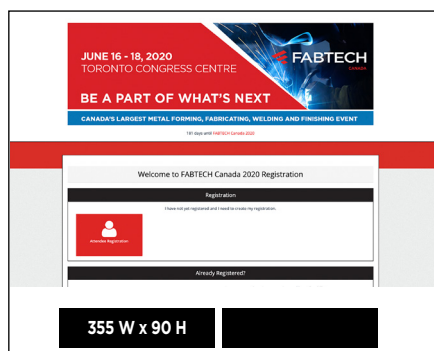 JUNE 16 - 18, 2020
TORONTO CONGRESS CENTRE
FABTECH
CANADA
BE A PART OF WHAT'S NEXT
CANADA'S LARGEST METAL FORMING, FABRICATING, WELDING AND FINISHING EVENT
181 days until FABTECH Canada 2020
Welcome to FABTECH Canada 2020 Registration
Registration
I have not yet registered and I need to create my registration.
Attendee Registration
Already Registered?
355 W x 90 H